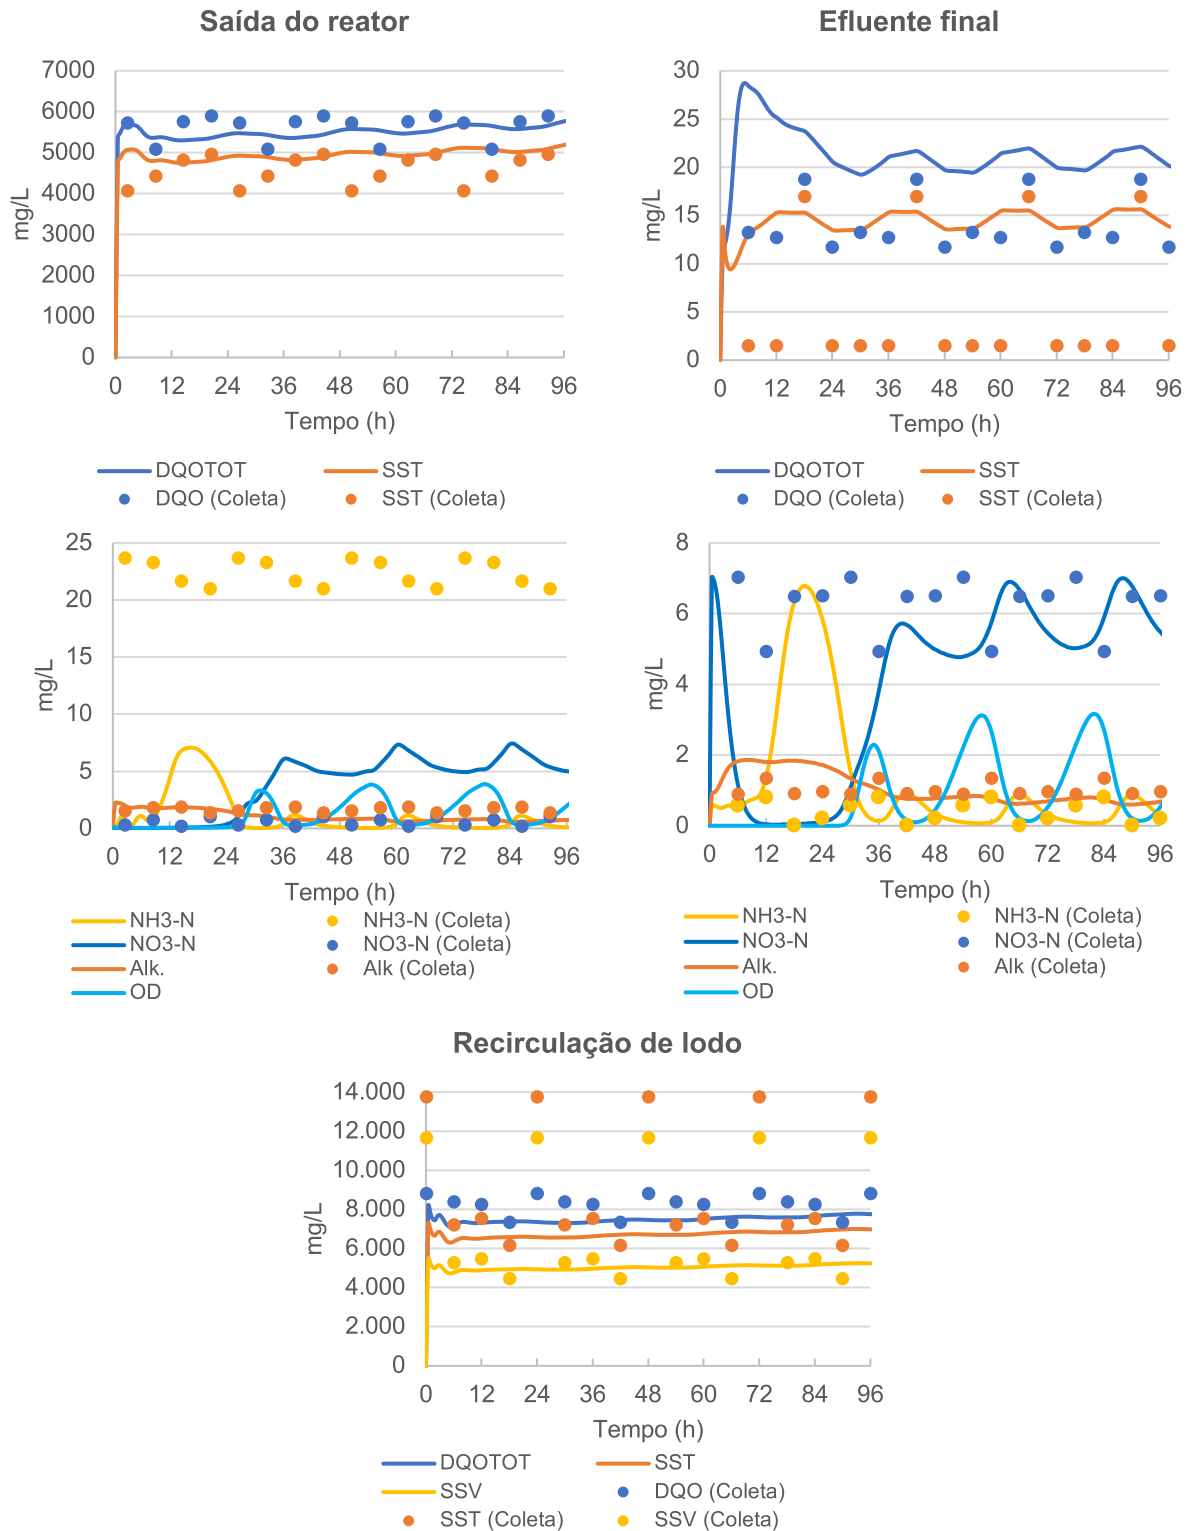 Saída do reator
7000
6000
5000
4000
3000
2000
1000
0
mg/L
0 12 24 36 48 60 72 84 96
Tempo (h)
DQOTOT SST
DQO (Coleta) SST (Coleta)
Efluente final
30
25
20
15
10
5
0
mg/L
0 12 24 36 48 60 72 84 96
Tempo (h)
DQOTOT SST
DQO (Coleta) SST (Coleta)
25
20
15
10
5
0
mg/L
0 12 24 36 48 60 72 84 96
Tempo (h)
NH3-N NH3-N (Coleta)
NO3-N NO3-N (Coleta)
Alk. Alk (Coleta)
OD
8
6
4
2
0
mg/L
0 12 24 36 48 60 72 84 96
Tempo (h)
NH3-N NH3-N (Coleta)
NO3-N NO3-N (Coleta)
Alk. Alk (Coleta)
OD
Recirculação de lodo
14.000
12.000
10.000
8.000
6.000
4.000
2.000
0
mg/L
0 12 24 36 48 60 72 84 96
Tempo (h)
DQOTOT SST
SSV DQO (Coleta)
SST (Coleta) SSV (Coleta)